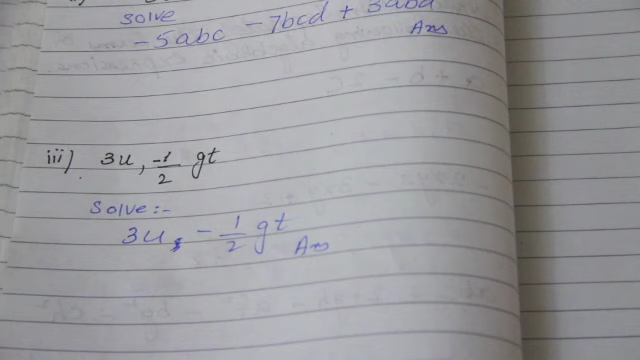 solve
-5abc - 7bcd + 3abd
Ans
iii) 3u, -1/2 gt
Solve:-
3u, - 1/2 gt
Ans